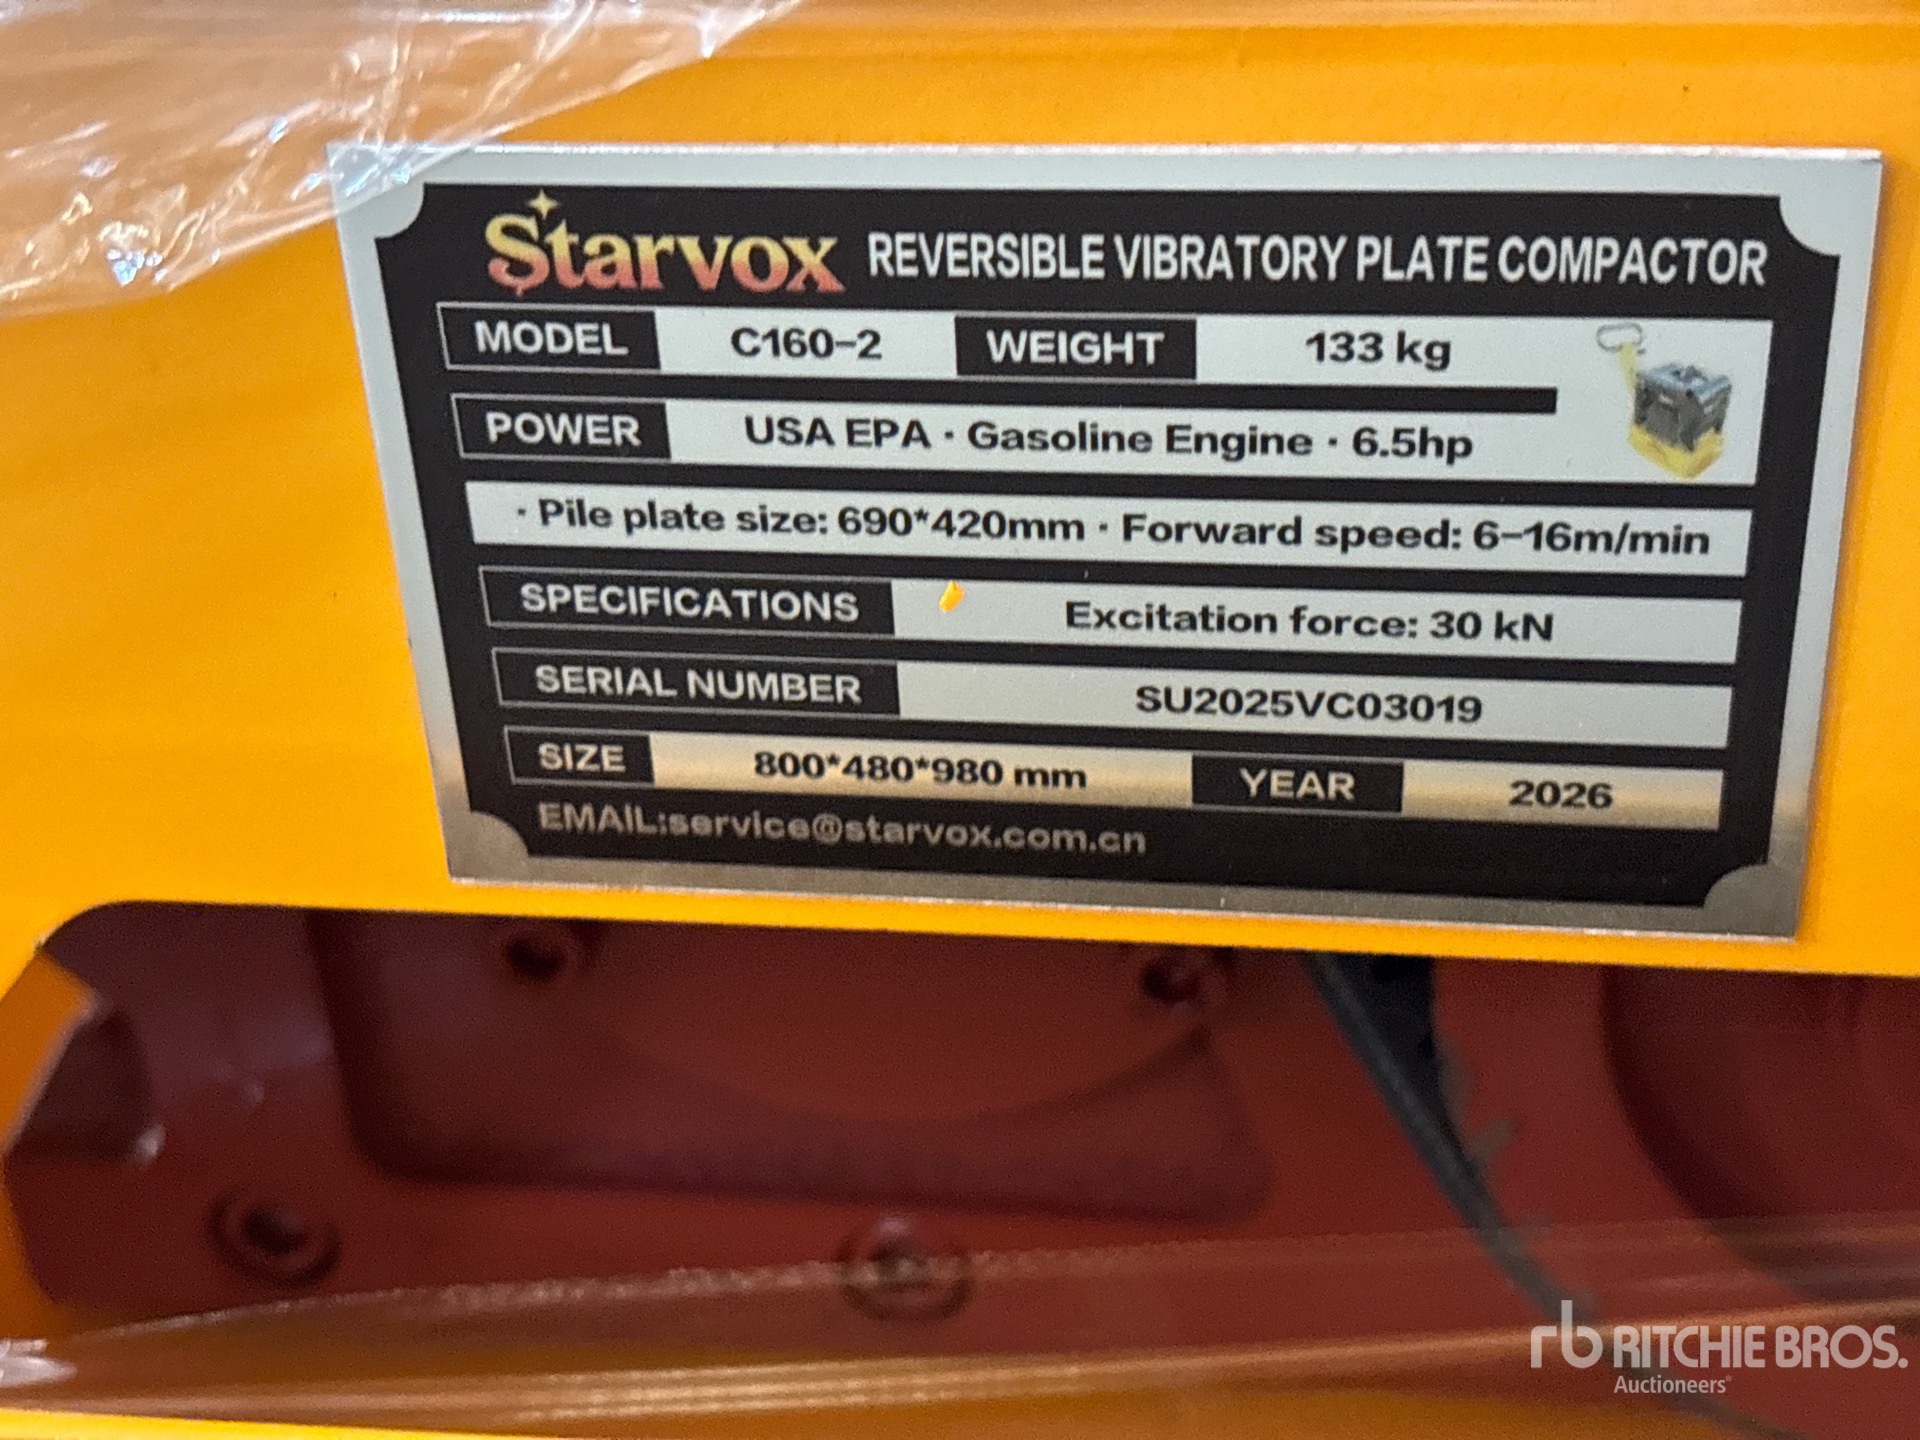 Starvox REVERSIBLE VIBRATORY PLATE COMPACTOR
MODEL C160-2 WEIGHT 133 kg
POWER USA EPA · Gasoline Engine · 6.5hp
· Pile plate size: 690*420mm · Forward speed: 6-16m/min
SPECIFICATIONS Excitation force: 30 kN
SERIAL NUMBER SU2025VC03019
SIZE 800*480*980 mm YEAR 2026
EMAIL:service@starvox.com.cn
rb RITCHIE BROS.
Auctioneers